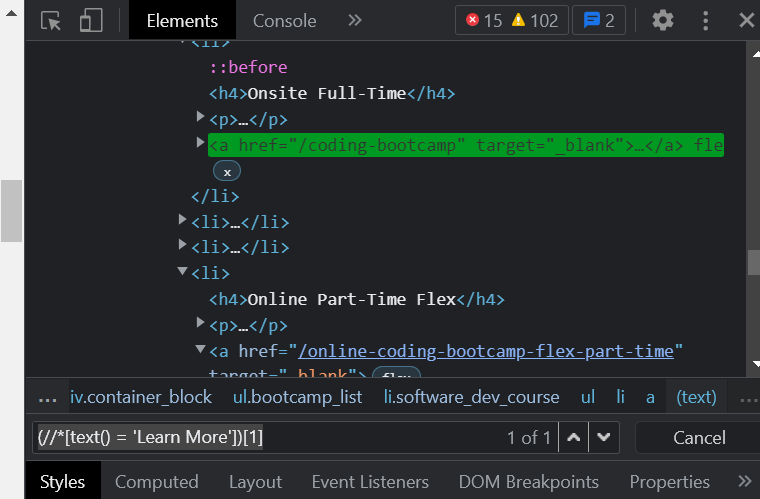 Elements Console » 15 102 2
<li>
::before
<h4>Onsite Full-Time</h4>
<p>…</p>
<a href="/coding-bootcamp" target="_blank">…</a> fle
x
</li>
<li>…</li>
<li>…</li>
<li>
<h4>Online Part-Time Flex</h4>
<p>…</p>
<a href="/online-coding-bootcamp-flex-part-time"
target="_blank"> flex
… iv.container_block ul.bootcamp_list li.software_dev_course ul li a (text) …
(//*[text() = 'Learn More'])[1] 1 of 1 Cancel
Styles Computed Layout Event Listeners DOM Breakpoints Properties »